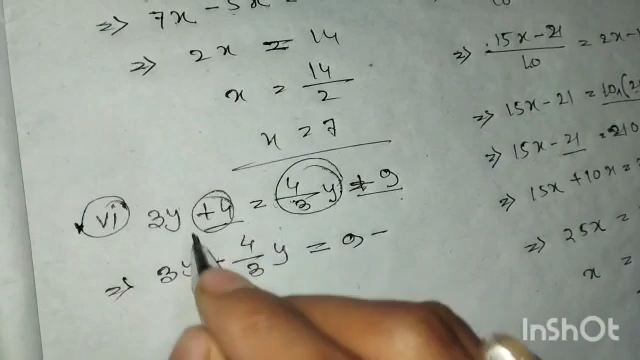 ⇒ 7x - 5x =
⇒ 2x = 14
x = 14/2
x = 7
(vi) 3y + 4 = 4/3 y + 9
⇒ 3y - 4/3 y = 9 -
⇒ 15x - 21/10 = 2x -
⇒ 15x - 21 = 10(2
⇒ 15x - 21 = 210
⇒ 15x + 10x =
⇒ 25x =
x =
InShOt